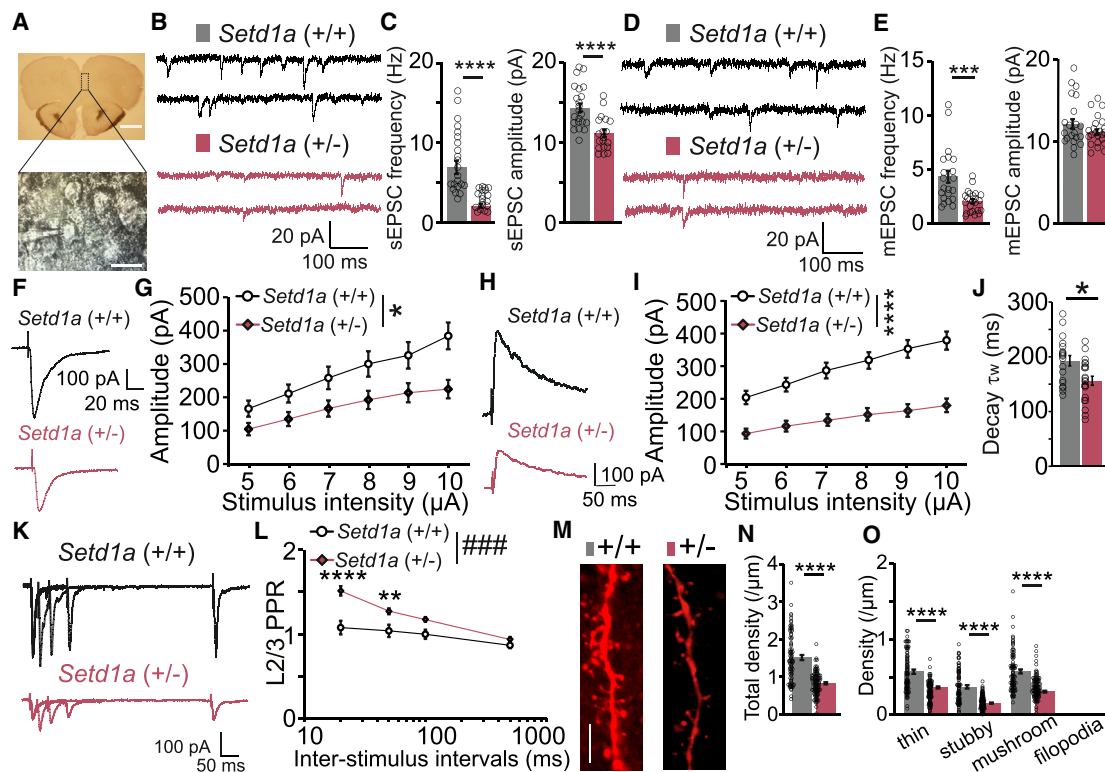 A
B
Setd1a (+/+)
Setd1a (+/-)
20 pA
100 ms
C
sEPSC frequency (Hz)
20
10
0
****
sEPSC amplitude (pA)
20
10
0
****
D
Setd1a (+/+)
Setd1a (+/-)
20 pA
100 ms
E
mEPSC frequency (Hz)
15
10
5
0
***
mEPSC amplitude (pA)
20
10
0
F
Setd1a (+/+)
100 pA
20 ms
Setd1a (+/-)
G
Setd1a (+/+)
Setd1a (+/-)
*
Amplitude (pA)
500
400
300
200
100
0
5 6 7 8 9 10
Stimulus intensity (µA)
H
Setd1a (+/+)
Setd1a (+/-)
100 pA
50 ms
I
Setd1a (+/+)
Setd1a (+/-)
****
Amplitude (pA)
500
400
300
200
100
0
5 6 7 8 9 10
Stimulus intensity (µA)
J
*
Decay τw (ms)
300
200
100
0
K
Setd1a (+/+)
Setd1a (+/-)
100 pA
50 ms
L
Setd1a (+/+)
Setd1a (+/-)
###
****
**
L2/3 PPR
2
1
0
10 100 1000
Inter-stimulus intervals (ms)
M
+/+
+/-
N
****
Total density (/µm)
4
3
2
1
0
O
Density (/µm)
2
1
0
****
****
****
thin
stubby
mushroom
filopodia